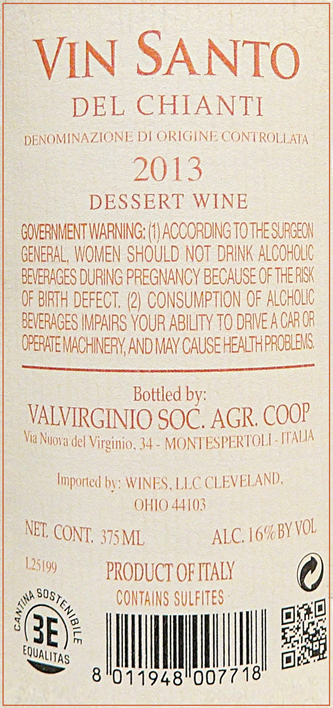 VIN SANTO
DEL CHIANTI
DENOMINAZIONE DI ORIGINE CONTROLLATA
2013
DESSERT WINE
GOVERNMENT WARNING: (1) ACCORDING TO THE SURGEON
GENERAL, WOMEN SHOULD NOT DRINK ALCOHOLIC
BEVERAGES DURING PREGNANCY BECAUSE OF THE RISK
OF BIRTH DEFECT. (2) CONSUMPTION OF ALCHOLIC
BEVERAGES IMPAIRS YOUR ABILITY TO DRIVE A CAR OR
OPERATE MACHINERY, AND MAY CAUSE HEALTH PROBLEMS.
Bottled by:
VALVIRGINIO SOC. AGR. COOP
Via Nuova del Virginio, 34 - MONTESPERTOLI - ITALIA
Imported by: WINES, LLC CLEVELAND,
OHIO 44103
NET. CONT. 375 ML ALC. 16% BY VOL
L25199
PRODUCT OF ITALY
CONTAINS SULFITES
CANTINA SOSTENIBILE
3E
EQUALITAS
8 011948 007718